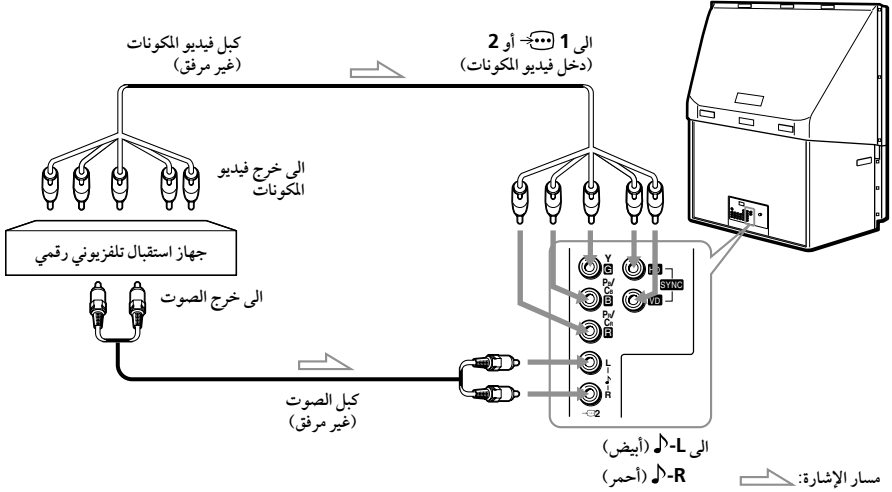 كبل فيديو المكونات
(غير مرفق)
الى 1 أو 2
(دخل فيديو المكونات)
الى خرج فيديو
المكونات
جهاز استقبال تلفزيوني رقمي
الى خرج الصوت
كبل الصوت
(غير مرفق)
Y
G
HD
SYNC
PB/
CB
B
VD
PR/
CR
R
L
R
2
الى L-♪ (أبيض)
R-♪ (أحمر)
مسار الإشارة: